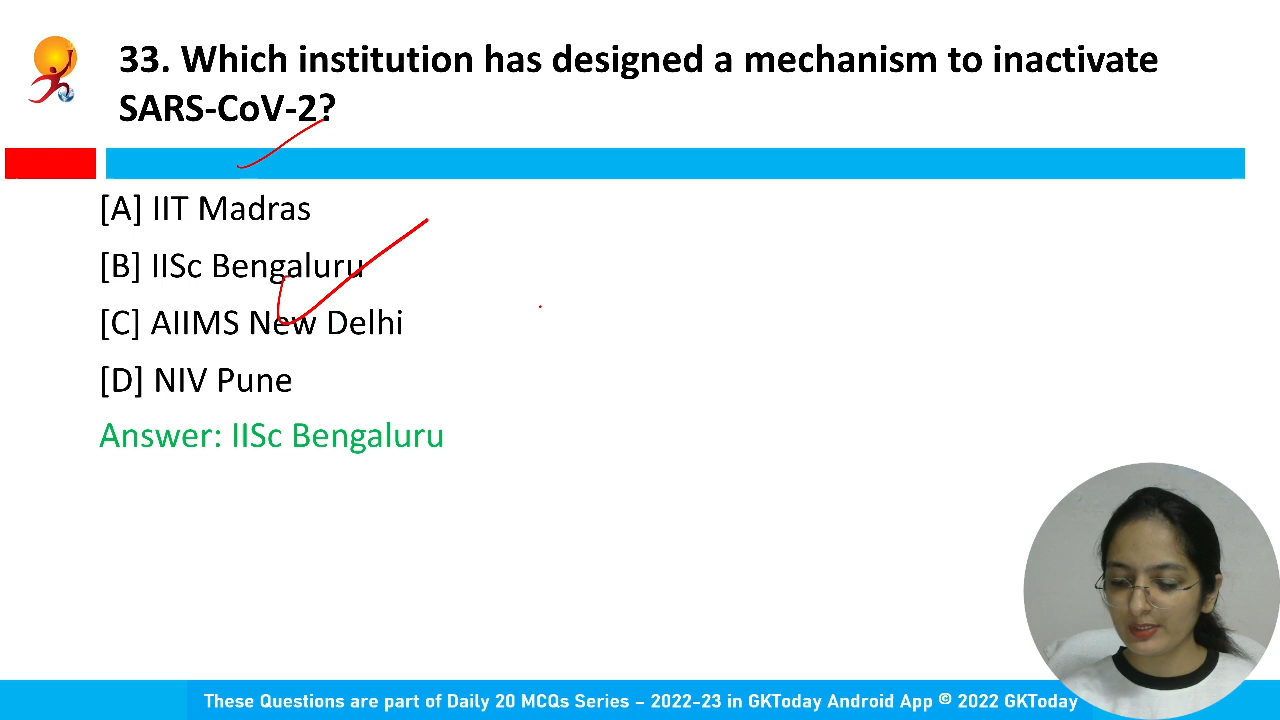 33. Which institution has designed a mechanism to inactivate
SARS-CoV-2?
[A] IIT Madras
[B] IISc Bengaluru
[C] AIIMS New Delhi
[D] NIV Pune
Answer: IISc Bengaluru
These Questions are part of Daily 20 MCQs Series – 2022-23 in GKToday Android App © 2022 GKToday